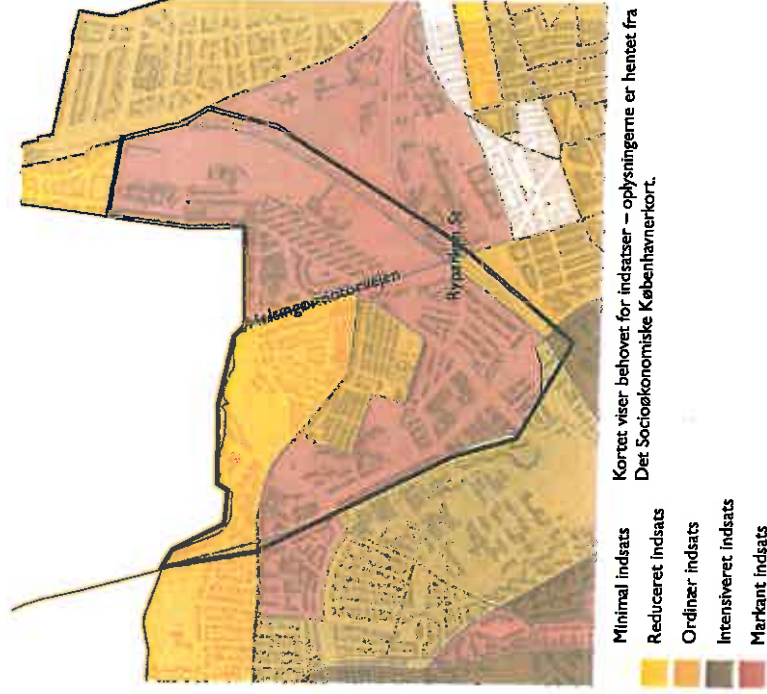 Helsingørmotorvejen
Ryparken St
Kortet viser behovet for indsatser – oplysningerne er hentet fra
Det Socioøkonomiske Københavnerkort.
Minimal indsats
Reduceret indsats
Ordinær indsats
Intensiveret indsats
Markant indsats